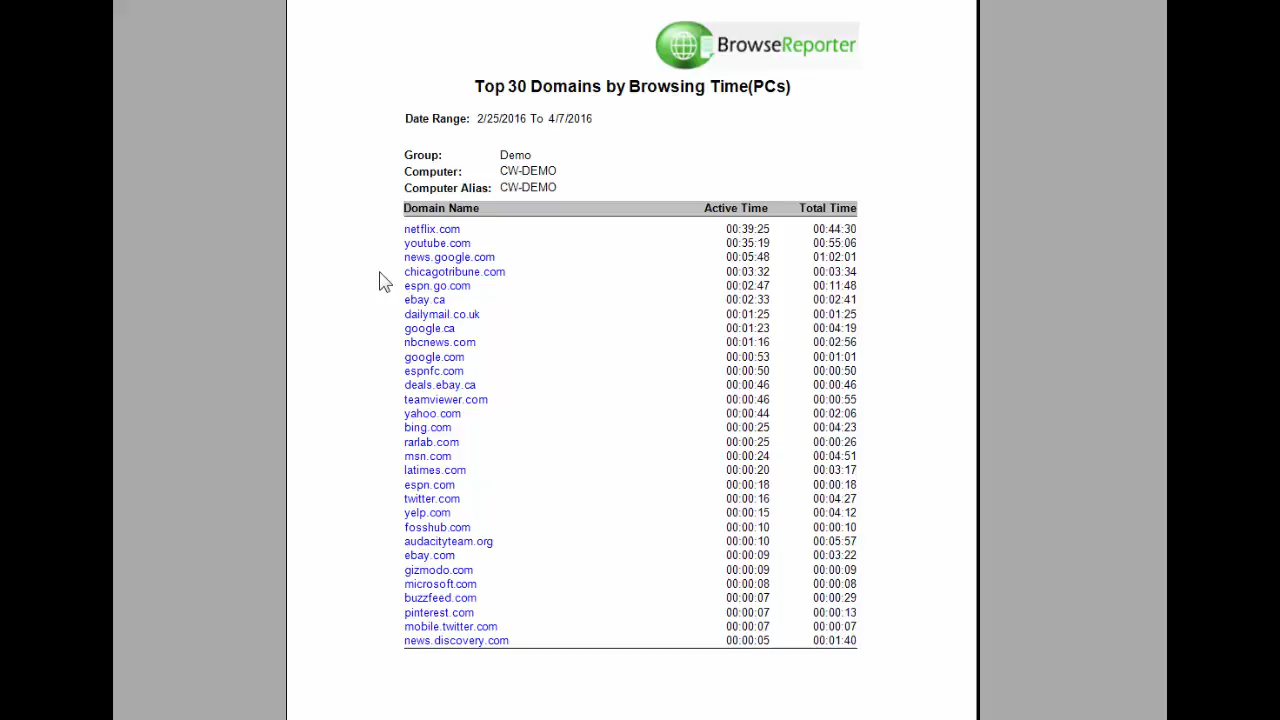 BrowseReporter
Top 30 Domains by Browsing Time(PCs)
Date Range: 2/25/2016 To 4/7/2016
Group: Demo
Computer: CW-DEMO
Computer Alias: CW-DEMO
Domain Name Active Time Total Time
netflix.com 00:39:25 00:44:30
youtube.com 00:35:19 00:55:06
news.google.com 00:05:48 01:02:01
chicagotribune.com 00:03:32 00:03:34
espn.go.com 00:02:47 00:11:48
ebay.ca 00:02:33 00:02:41
dailymail.co.uk 00:01:25 00:01:25
google.ca 00:01:23 00:04:19
nbcnews.com 00:01:16 00:02:56
google.com 00:00:53 00:01:01
espnfc.com 00:00:50 00:00:50
deals.ebay.ca 00:00:46 00:00:46
teamviewer.com 00:00:46 00:00:55
yahoo.com 00:00:44 00:02:06
bing.com 00:00:25 00:04:23
rarlab.com 00:00:25 00:00:26
msn.com 00:00:24 00:04:51
latimes.com 00:00:20 00:03:17
espn.com 00:00:18 00:00:18
twitter.com 00:00:16 00:04:27
yelp.com 00:00:15 00:04:12
fosshub.com 00:00:10 00:00:10
audacityteam.org 00:00:10 00:05:57
ebay.com 00:00:09 00:03:22
gizmodo.com 00:00:09 00:00:09
microsoft.com 00:00:08 00:00:08
buzzfeed.com 00:00:07 00:00:29
pinterest.com 00:00:07 00:00:13
mobile.twitter.com 00:00:07 00:00:07
news.discovery.com 00:00:05 00:01:40